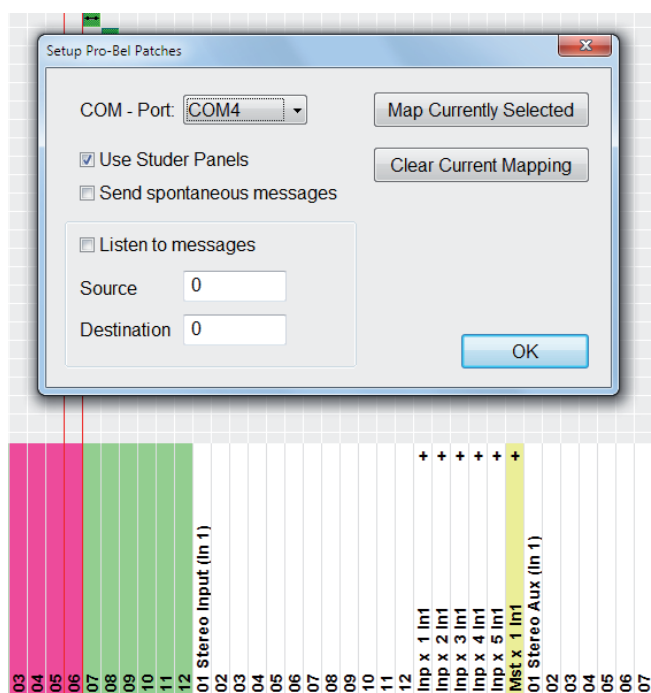 Setup Pro-Bel Patches
x
COM - Port: COM4
Map Currently Selected
Use Studer Panels
Clear Current Mapping
Send spontaneous messages
Listen to messages
Source 0
Destination 0
OK
+ + + + + +
03
04
05
06
07
08
09
10
11
12
01 Stereo Input (In 1)
02
03
04
05
06
07
08
09
10
11
12
Inp x 1 In1
Inp x 2 In1
Inp x 3 In1
Inp x 4 In1
Inp x 5 In1
Mst x 1 In1
01 Stereo Aux (In 1)
02
03
04
05
06
07